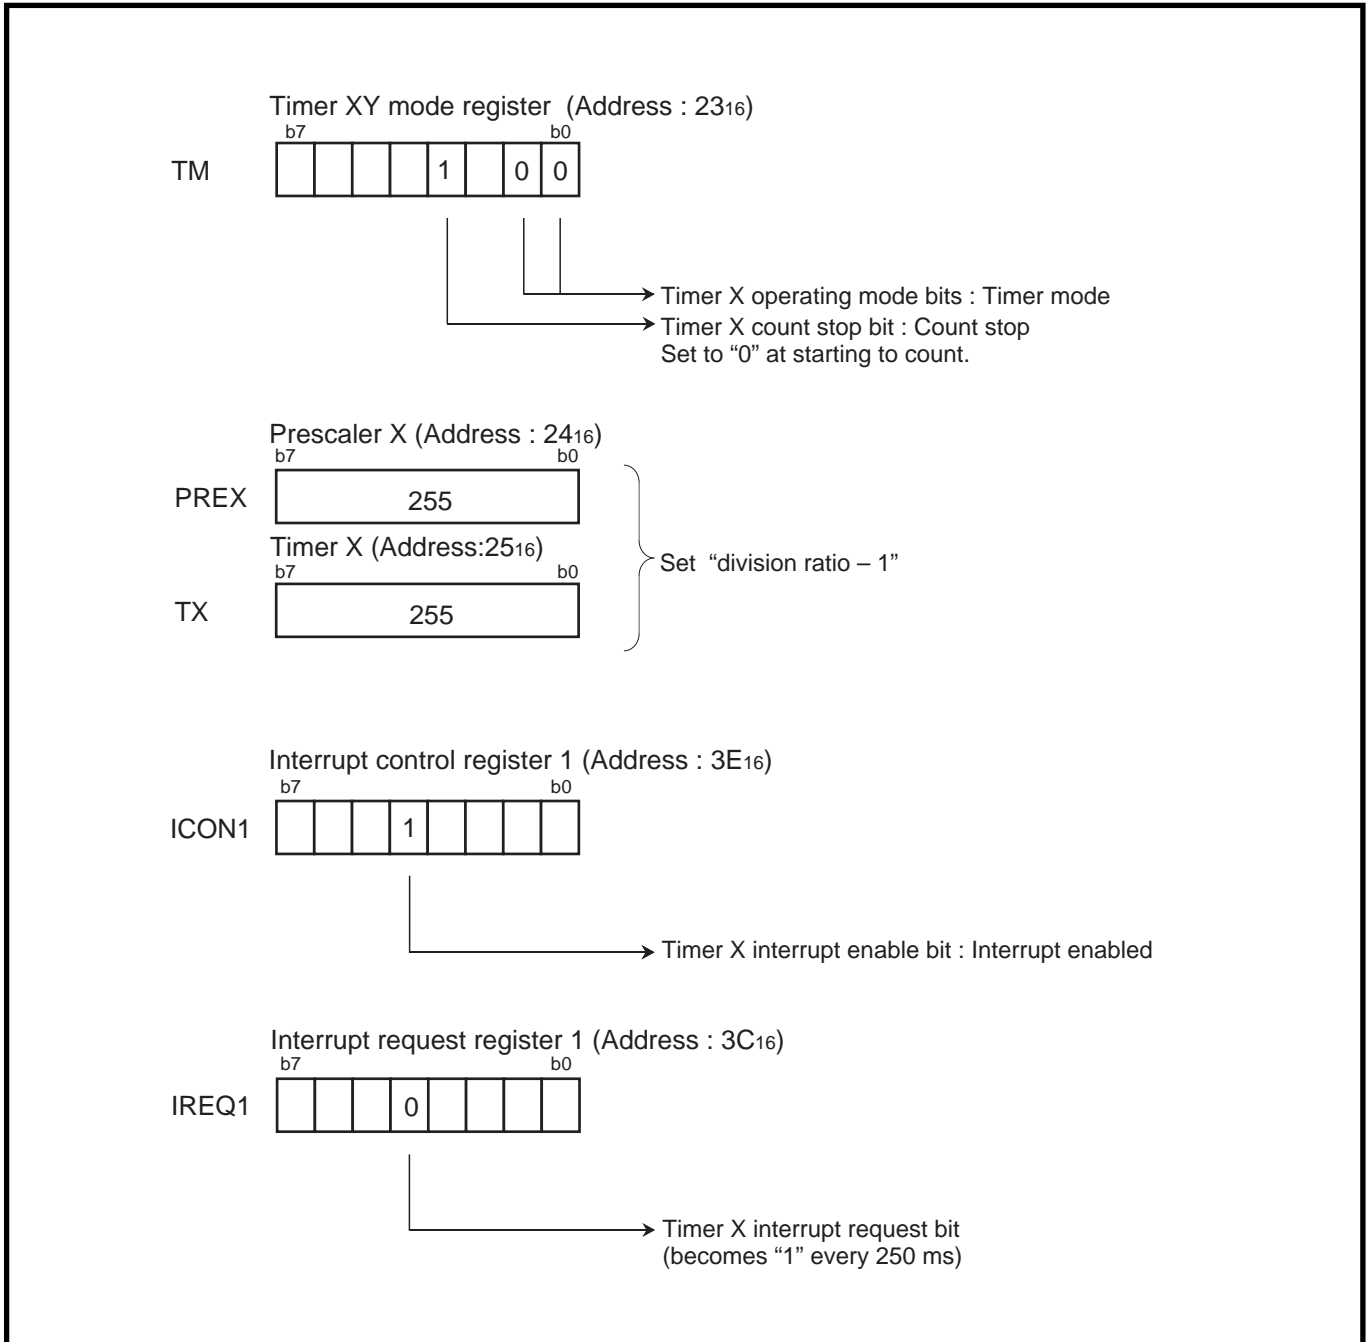 Timer XY mode register (Address : 2316)
b7 b0
TM 1 0 0
Timer X operating mode bits : Timer mode
Timer X count stop bit : Count stop
Set to “0” at starting to count.
Prescaler X (Address : 2416)
b7 b0
PREX 255
Timer X (Address:2516)
b7 b0
Set “division ratio – 1”
TX 255
Interrupt control register 1 (Address : 3E16)
b7 b0
ICON1 1
Timer X interrupt enable bit : Interrupt enabled
Interrupt request register 1 (Address : 3C16)
b7 b0
IREQ1 0
Timer X interrupt request bit
(becomes “1” every 250 ms)